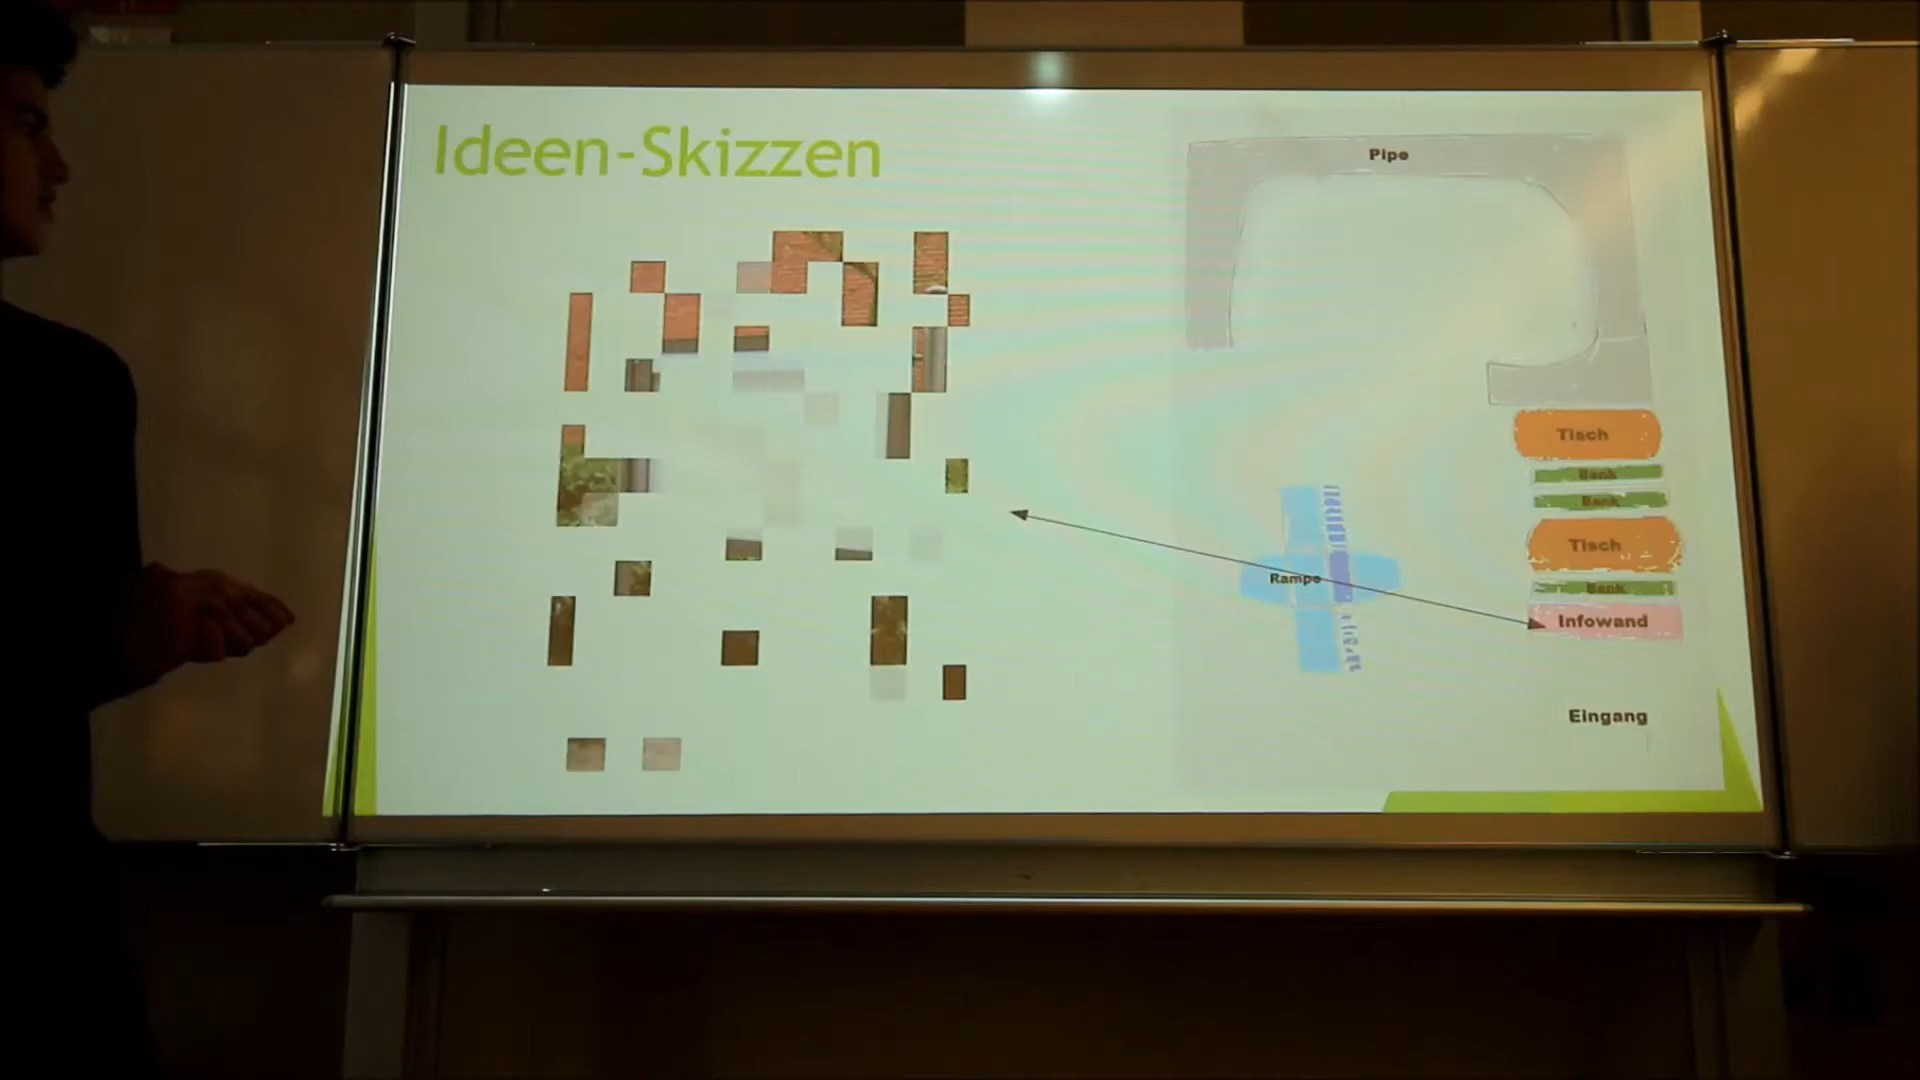 Ideen-Skizzen
Pipe
Tisch
Bank
Bank
Tisch
Bank
Rampe
Infowand
Eingang